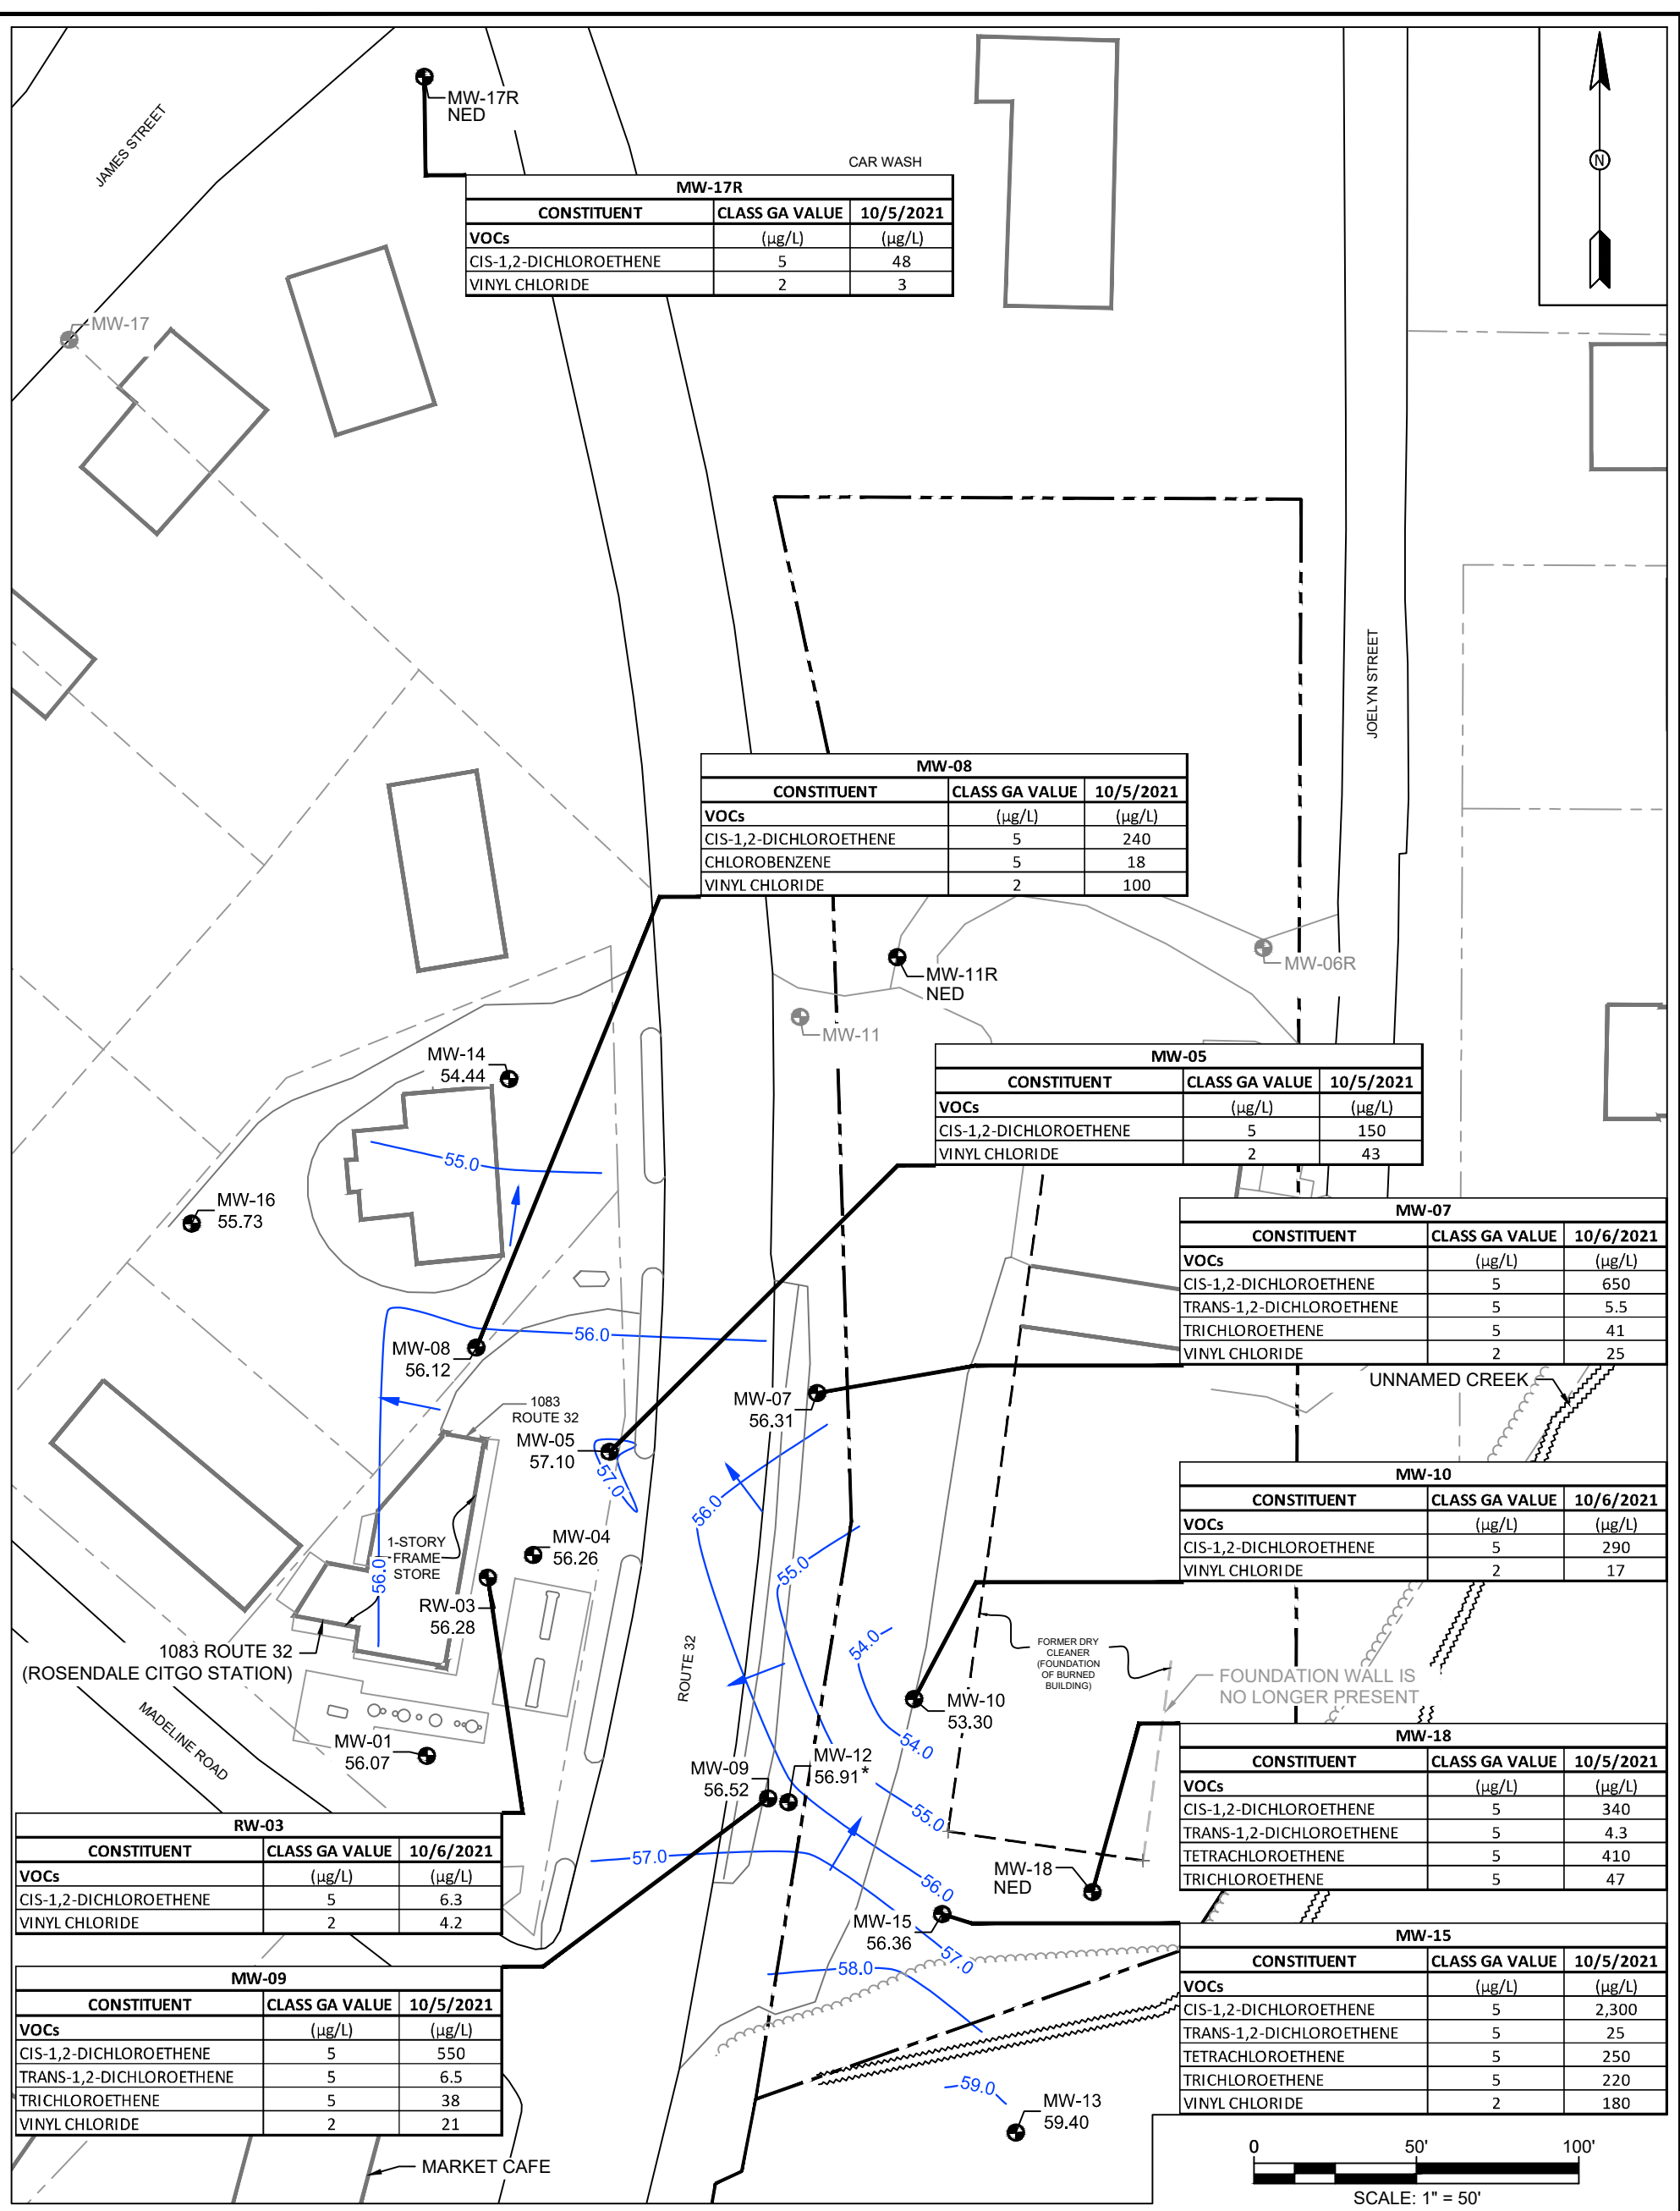 MW-17R
NED
JAMES STREET
CAR WASH
N
MW-17R
CONSTITUENT CLASS GA VALUE 10/5/2021
VOCs (µg/L) (µg/L)
CIS-1,2-DICHLOROETHENE 5 48
VINYL CHLORIDE 2 3
MW-17
JOELYN STREET
MW-08
CONSTITUENT CLASS GA VALUE 10/5/2021
VOCs (µg/L) (µg/L)
CIS-1,2-DICHLOROETHENE 5 240
CHLOROBENZENE 5 18
VINYL CHLORIDE 2 100
MW-11R
NED
MW-06R
MW-11
MW-14
54.44
MW-05
CONSTITUENT CLASS GA VALUE 10/5/2021
VOCs (µg/L) (µg/L)
CIS-1,2-DICHLOROETHENE 5 150
VINYL CHLORIDE 2 43
55.0
MW-16
55.73
MW-07
CONSTITUENT CLASS GA VALUE 10/6/2021
VOCs (µg/L) (µg/L)
CIS-1,2-DICHLOROETHENE 5 650
TRANS-1,2-DICHLOROETHENE 5 5.5
TRICHLOROETHENE 5 41
VINYL CHLORIDE 2 25
56.0
MW-08
56.12
UNNAMED CREEK
1083
ROUTE 32
MW-07
56.31
MW-05
57.10
57.0
56.0
MW-10
CONSTITUENT CLASS GA VALUE 10/6/2021
VOCs (µg/L) (µg/L)
CIS-1,2-DICHLOROETHENE 5 290
VINYL CHLORIDE 2 17
1-STORY
FRAME
STORE
56.0
MW-04
56.26
55.0
RW-03
56.28
54.0
FORMER DRY
CLEANER
(FOUNDATION
OF BURNED
BUILDING)
1083 ROUTE 32
(ROSENDALE CITGO STATION)
ROUTE 32
FOUNDATION WALL IS
NO LONGER PRESENT
MW-10
53.30
MADELINE ROAD
54.0
MW-01
56.07
MW-12
56.91*
MW-09
56.52
MW-18
CONSTITUENT CLASS GA VALUE 10/5/2021
VOCs (µg/L) (µg/L)
CIS-1,2-DICHLOROETHENE 5 340
TRANS-1,2-DICHLOROETHENE 5 4.3
TETRACHLOROETHENE 5 410
TRICHLOROETHENE 5 47
55.0
RW-03
CONSTITUENT CLASS GA VALUE 10/6/2021
VOCs (µg/L) (µg/L)
CIS-1,2-DICHLOROETHENE 5 6.3
VINYL CHLORIDE 2 4.2
57.0
MW-18
NED
56.0
MW-15
56.36
57.0
58.0
MW-15
CONSTITUENT CLASS GA VALUE 10/5/2021
VOCs (µg/L) (µg/L)
CIS-1,2-DICHLOROETHENE 5 2,300
TRANS-1,2-DICHLOROETHENE 5 25
TETRACHLOROETHENE 5 250
TRICHLOROETHENE 5 220
VINYL CHLORIDE 2 180
MW-09
CONSTITUENT CLASS GA VALUE 10/5/2021
VOCs (µg/L) (µg/L)
CIS-1,2-DICHLOROETHENE 5 550
TRANS-1,2-DICHLOROETHENE 5 6.5
TRICHLOROETHENE 5 38
VINYL CHLORIDE 2 21
59.0
MW-13
59.40
MARKET CAFE
0 50' 100'
SCALE: 1" = 50'